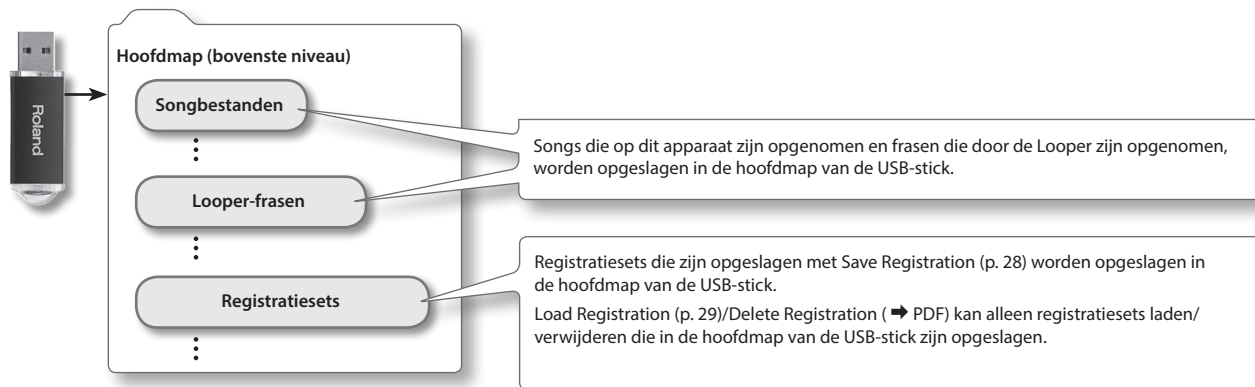 Roland
Hoofdmap (bovenste niveau)
Songbestanden
Looper-frasen
Registratiesets
Songs die op dit apparaat zijn opgenomen en frasen die door de Looper zijn opgenomen,
worden opgeslagen in de hoofdmap van de USB-stick.
Registratiesets die zijn opgeslagen met Save Registration (p. 28) worden opgeslagen in
de hoofdmap van de USB-stick.
Load Registration (p. 29)/Delete Registration ( ➡ PDF) kan alleen registratiesets laden/
verwijderen die in de hoofdmap van de USB-stick zijn opgeslagen.